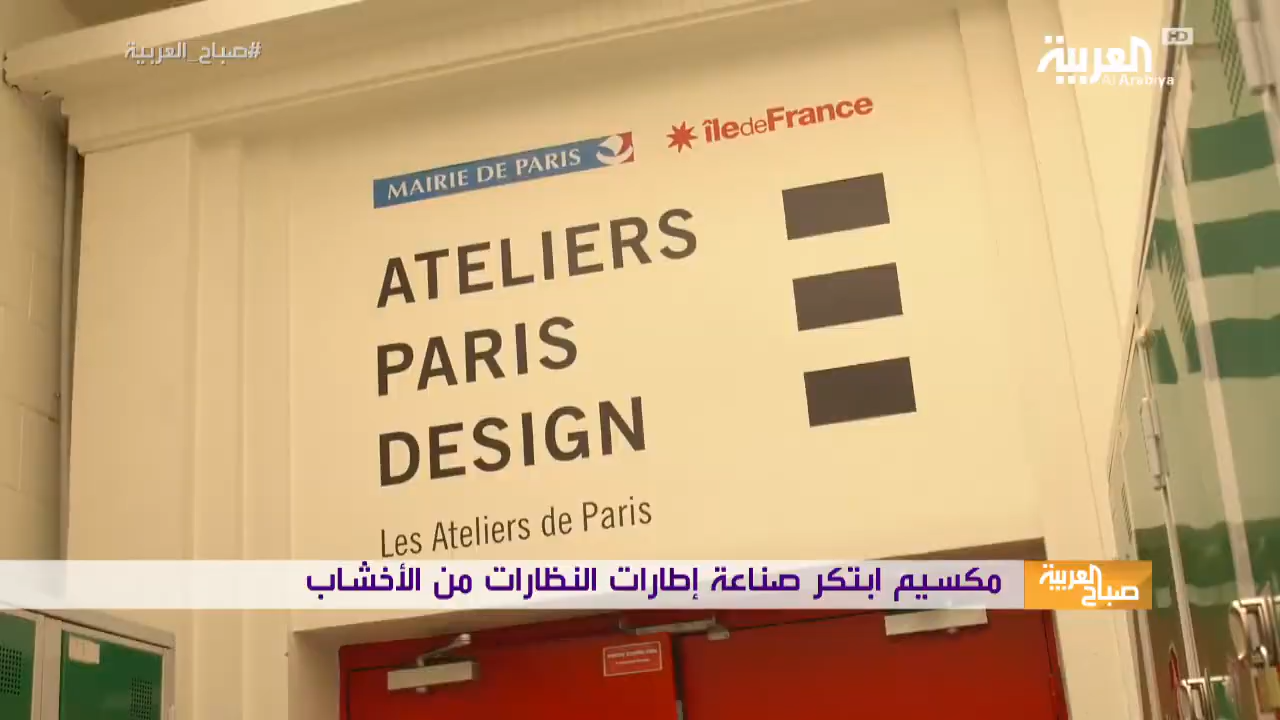 #صباح_العربية
العربية HD
Al Arabiya
MAIRIE DE PARIS
îledeFrance
ATELIERS
PARIS
DESIGN
Les Ateliers de Paris
مكسيم ابتكر صناعة إطارات النظارات من الأخشاب
صباح العربية